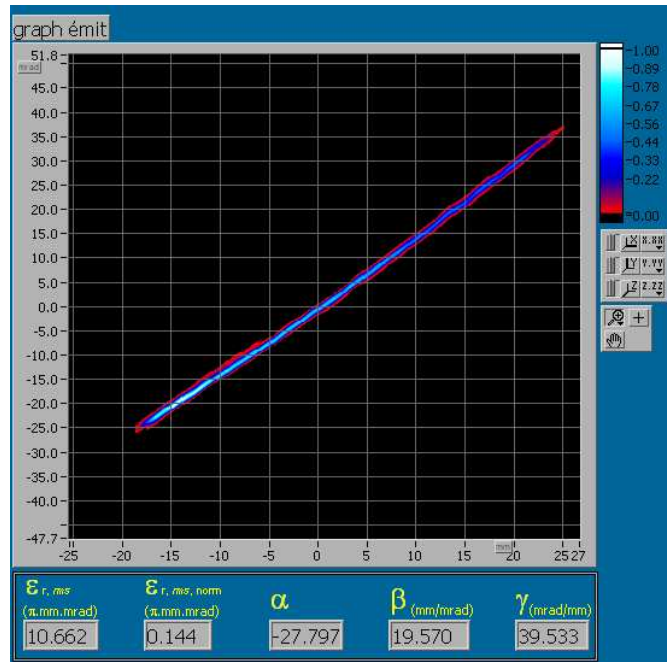 graph émit
51.8
mrad
45.0
40.0
35.0
30.0
25.0
20.0
15.0
10.0
5.0
0.0
-5.0
-10.0
-15.0
-20.0
-25.0
-30.0
-35.0
-40.0
-47.7
-25 -20 -15 -10 -5 0 5 10 15 20 25 27
mm
1.00
0.89
0.78
0.67
0.56
0.44
0.33
0.22
0.00
X X.XX
Y Y.YY
Z Z.ZZ
ε r, rms ε r, rms, norm α β (mm/mrad) γ (mrad/mm)
(π.mm.mrad) (π.mm.mrad)
10.662 0.144 -27.797 19.570 39.533